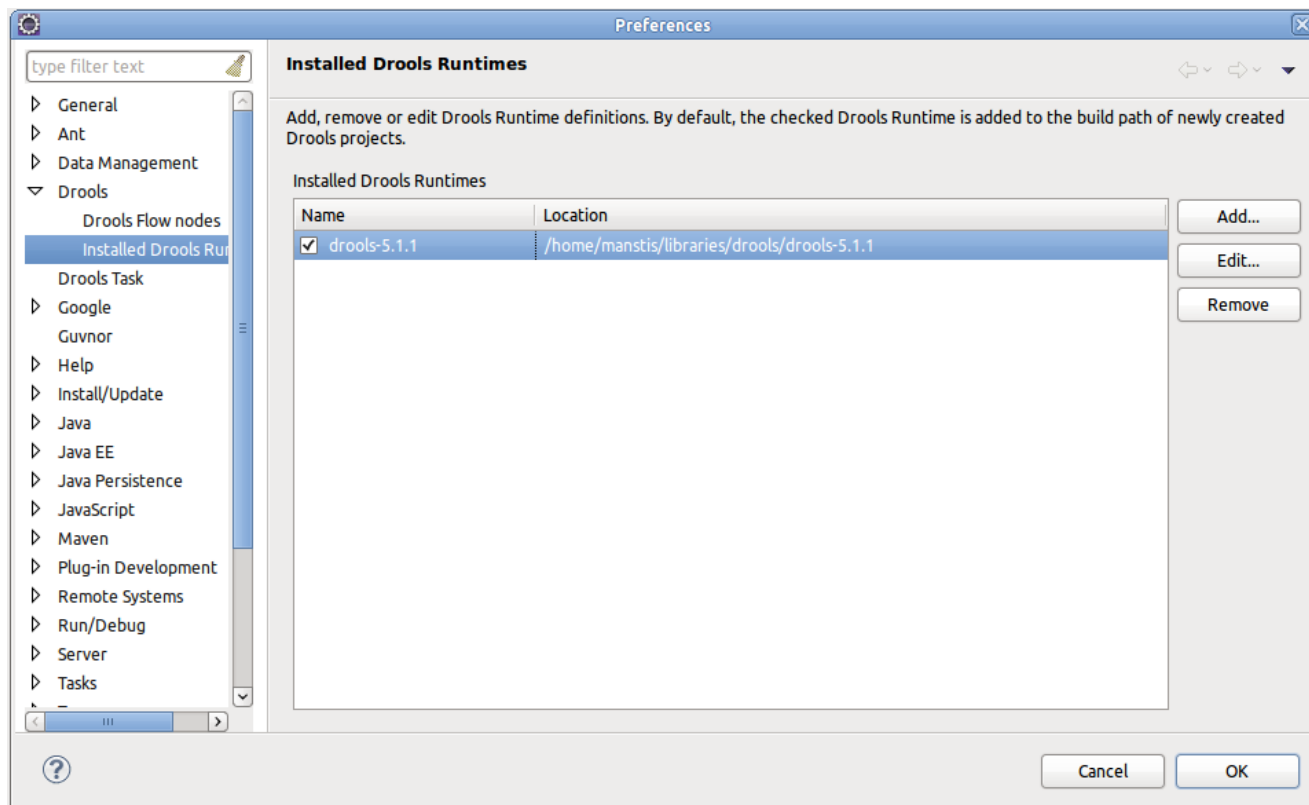 Preferences
type filter text
General
Ant
Data Management
Drools
Drools Flow nodes
Installed Drools Run
Drools Task
Google
Guvnor
Help
Install/Update
Java
Java EE
Java Persistence
JavaScript
Maven
Plug-in Development
Remote Systems
Run/Debug
Server
Tasks
Installed Drools Runtimes
Add, remove or edit Drools Runtime definitions. By default, the checked Drools Runtime is added to the build path of newly created
Drools projects.
Installed Drools Runtimes
Name Location
drools-5.1.1 /home/manstis/libraries/drools/drools-5.1.1
Add...
Edit...
Remove
Cancel OK